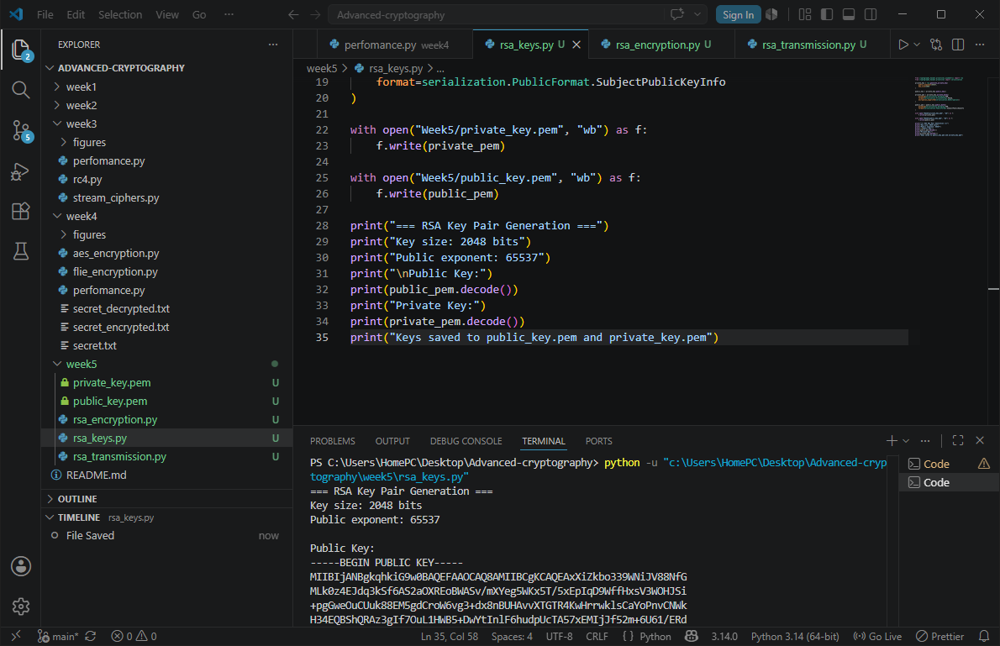 File Edit Selection View Go ··· Advanced-cryptography Sign In
EXPLORER ···
ADVANCED-CRYPTOGRAPHY
week1
week2
week3
figures
perfomance.py
rc4.py
stream_ciphers.py
week4
figures
aes_encryption.py
flie_encryption.py
perfomance.py
secret_decrypted.txt
secret_encrypted.txt
secret.txt
week5
private_key.pem U
public_key.pem U
rsa_encryption.py U
rsa_keys.py U
rsa_transmission.py U
README.md
OUTLINE
TIMELINE rsa_keys.py
File Saved now
2
5
perfomance.py week4 rsa_keys.py U rsa_encryption.py U rsa_transmission.py U ···
week5 > rsa_keys.py > ...
19 format=serialization.PublicFormat.SubjectPublicKeyInfo
20 )
21
22 with open("Week5/private_key.pem", "wb") as f:
23 f.write(private_pem)
24
25 with open("Week5/public_key.pem", "wb") as f:
26 f.write(public_pem)
27
28 print("=== RSA Key Pair Generation ===")
29 print("Key size: 2048 bits")
30 print("Public exponent: 65537")
31 print("\nPublic Key:")
32 print(public_pem.decode())
33 print("Private Key:")
34 print(private_pem.decode())
35 print("Keys saved to public_key.pem and private_key.pem")
PROBLEMS OUTPUT DEBUG CONSOLE TERMINAL PORTS
PS C:\Users\HomePC\Desktop\Advanced-cryptography> python -u "c:\Users\HomePC\Desktop\Advanced-cryp
tography\week5\rsa_keys.py"
=== RSA Key Pair Generation ===
Key size: 2048 bits
Public exponent: 65537
Public Key:
-----BEGIN PUBLIC KEY-----
MIIBIjANBgkqhkiG9w0BAQEFAAOCAQ8AMIIBCgKCAQEAxXiZkbo339WNiJV88NfG
MLk0z4EJdq3kSf6AS2aOXREoBWASv/mXYeg5WKx5T/5xEpIqD9WffHxsV3WOHJSi
+pgGweOuCUuk88EM5gdCroW6vg3+dx8nBUHAvvXTGTR4KwHrrwklsCaYoPnvCNWk
H34EQBShQRAz3gIf7OuL1HWB5+DwYtInlF6hudpUcTA57xEMIjJf52m+6U61/ERd
Code
Code
main* 0 0 Ln 35, Col 58 Spaces: 4 UTF-8 CRLF { } Python 3.14.0 Python 3.14 (64-bit) Go Live Prettier